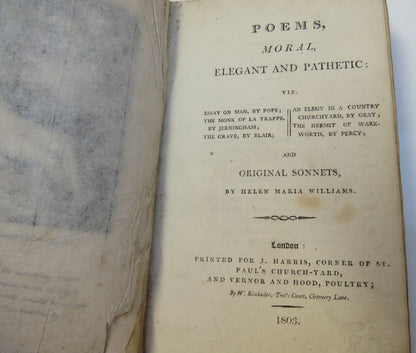 POEMS,
MORAL,
ELEGANT AND PATHETIC:
VIZ.
ESSAY ON MAN, BY POPE;
THE MONK OF LA TRAPPE,
BY JERNINGHAM;
THE GRAVE, BY BLAIR;
AN ELEGY IN A COUNTRY
CHURCHYARD, BY GRAY;
THE HERMIT OF WARK-
WORTH, BY PERCY;
AND
ORIGINAL SONNETS,
BY HELEN MARIA WILLIAMS.
London:
PRINTED FOR J. HARRIS, CORNER OF ST.
PAUL'S CHURCH-YARD,
AND VERNOR AND HOOD, POULTRY;
By W. Took's Court, Chancery Lane.
1803.